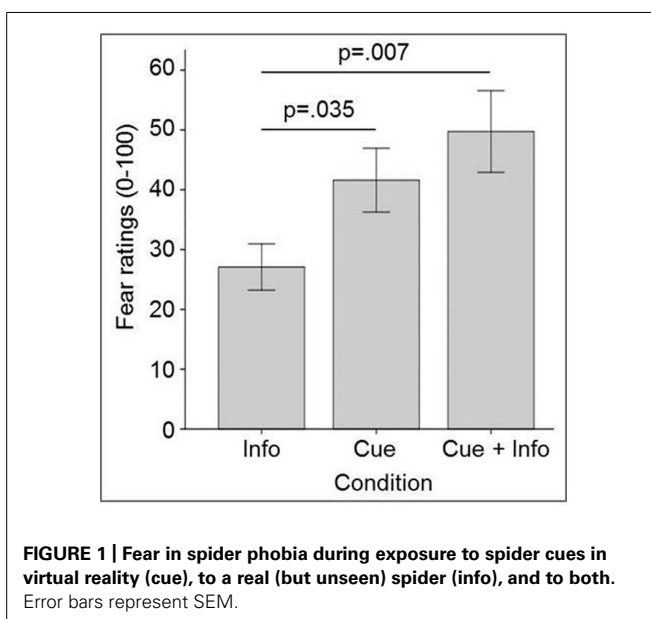 p=.007
p=.035
Fear ratings (0-100)
60
50
40
30
20
10
0
Info Cue Cue + Info
Condition
FIGURE 1 | Fear in spider phobia during exposure to spider cues in
virtual reality (cue), to a real (but unseen) spider (info), and to both.
Error bars represent SEM.